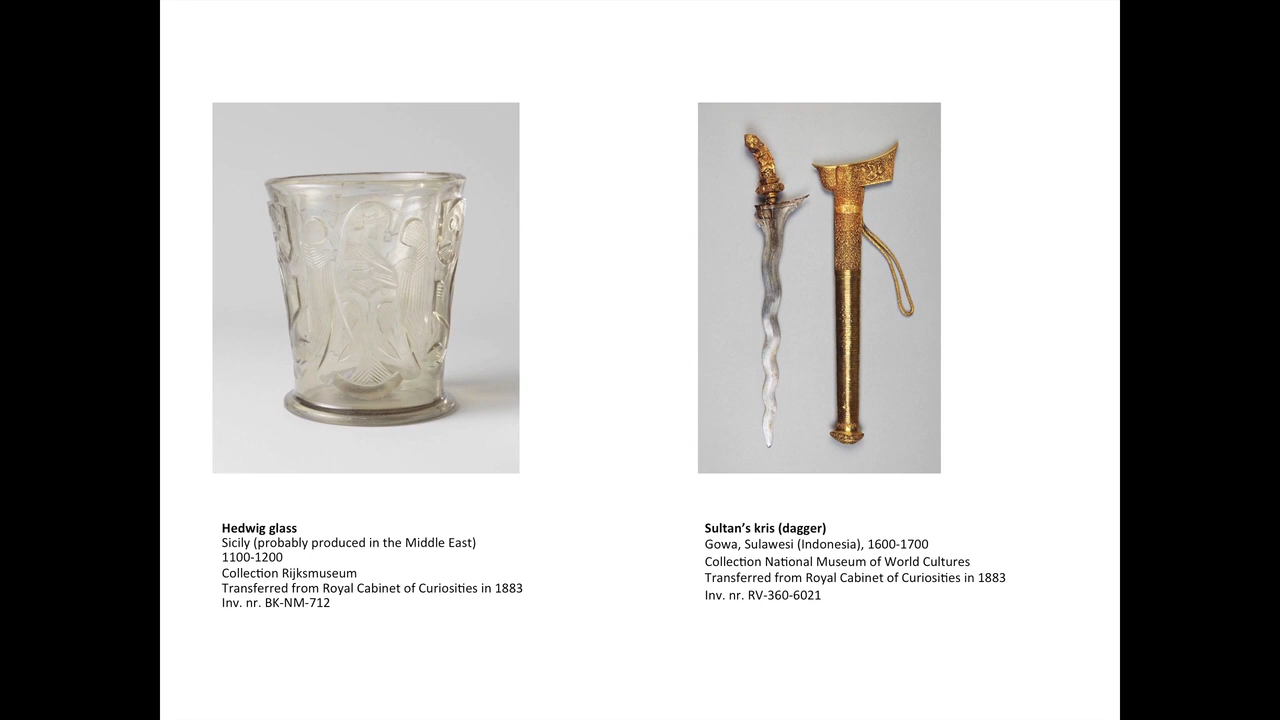 Hedwig glass
Sicily (probably produced in the Middle East)
1100-1200
Collection Rijksmuseum
Transferred from Royal Cabinet of Curiosities in 1883
Inv. nr. BK-NM-712
Sultan’s kris (dagger)
Gowa, Sulawesi (Indonesia), 1600-1700
Collection National Museum of World Cultures
Transferred from Royal Cabinet of Curiosities in 1883
Inv. nr. RV-360-6021